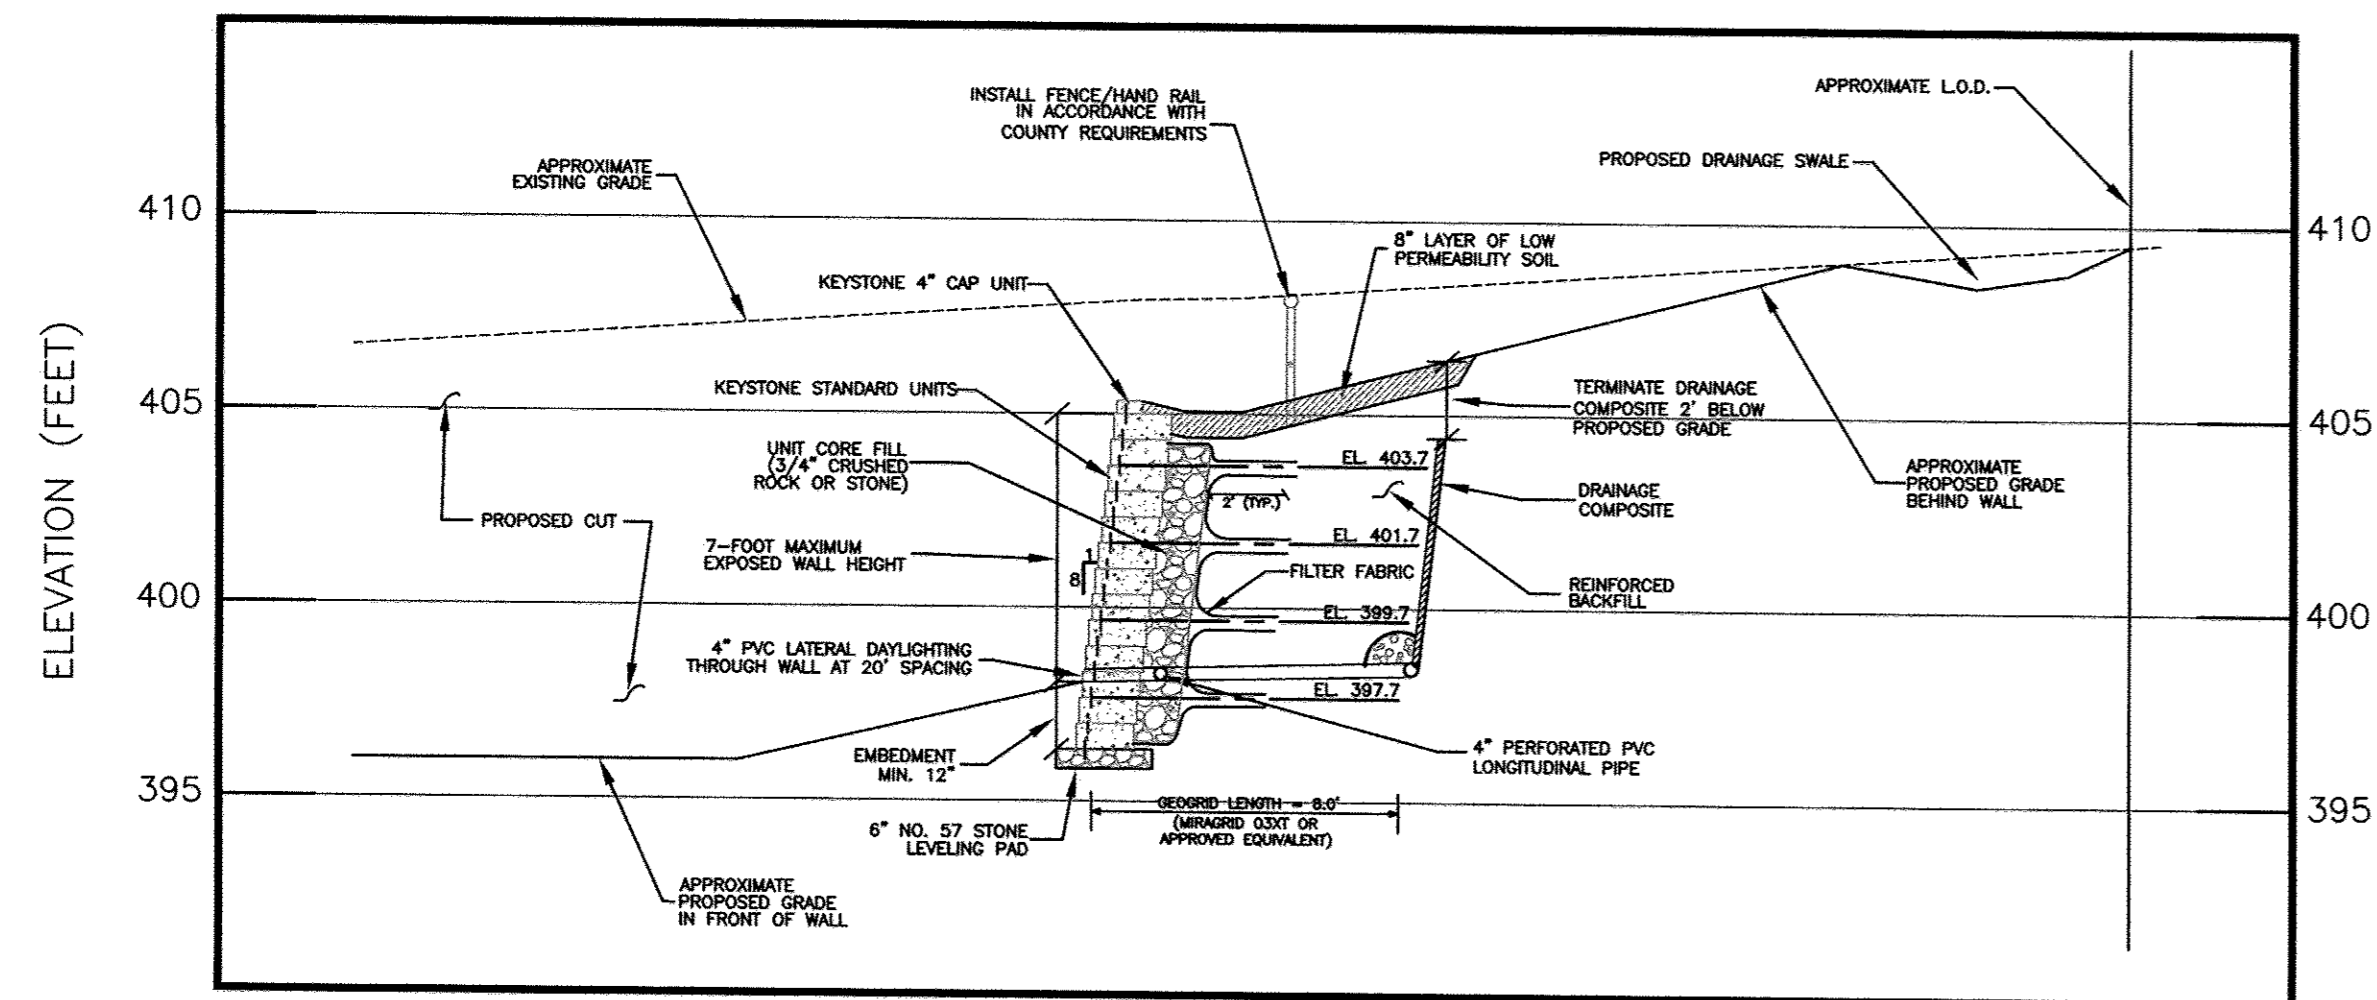 INSTALL FENCE/HAND RAIL
IN ACCORDANCE WITH
COUNTY REQUIREMENTS
APPROXIMATE L.O.D.
APPROXIMATE
EXISTING GRADE
PROPOSED DRAINAGE SWALE
410
410
8" LAYER OF LOW
PERMEABILITY SOIL
KEYSTONE 4" CAP UNIT
ELEVATION (FEET)
KEYSTONE STANDARD UNITS
405
405
TERMINATE DRAINAGE
COMPOSITE 2' BELOW
PROPOSED GRADE
UNIT CORE FILL
(3/4" CRUSHED
ROCK OR STONE)
EL. 403.7
2' (TYP.)
DRAINAGE
COMPOSITE
APPROXIMATE
PROPOSED GRADE
BEHIND WALL
PROPOSED CUT
7-FOOT MAXIMUM
EXPOSED WALL HEIGHT
1
8
EL. 401.7
FILTER FABRIC
REINFORCED
BACKFILL
400
400
EL. 399.7
4" PVC LATERAL DAYLIGHTING
THROUGH WALL AT 20' SPACING
EL. 397.7
EMBEDMENT
MIN. 12"
4" PERFORATED PVC
LONGITUDINAL PIPE
395
395
GEOGRID LENGTH = 8.0'
(MIRAGRID 03XT OR
APPROVED EQUIVALENT)
6" NO. 57 STONE
LEVELING PAD
APPROXIMATE
PROPOSED GRADE
IN FRONT OF WALL